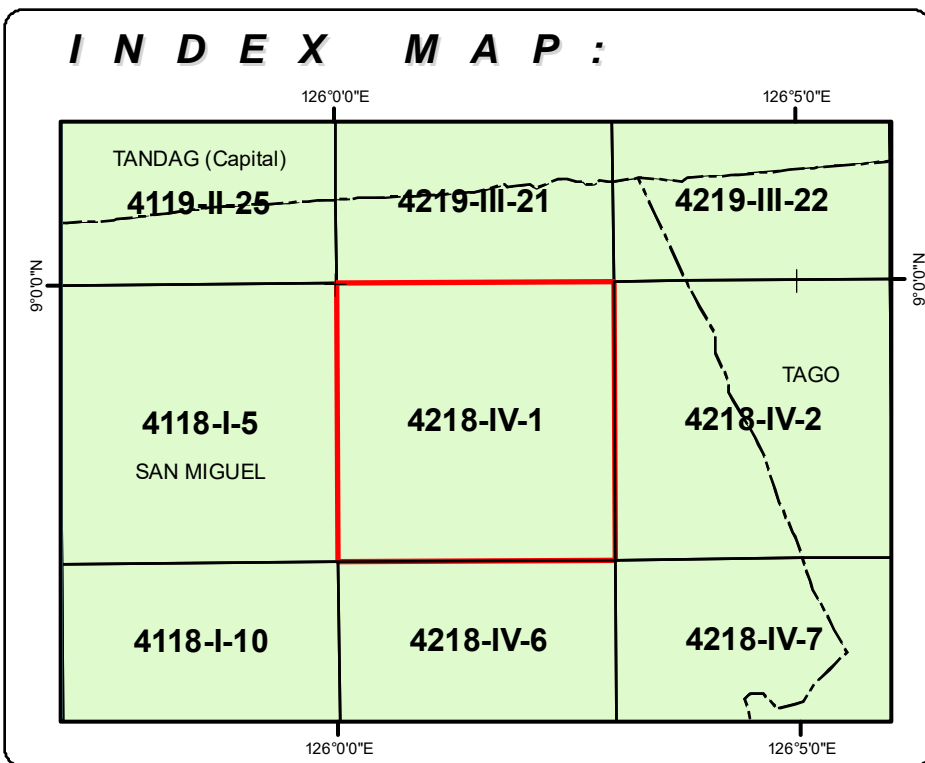 I N D E X M A P :
126°0'0"E 126°5'0"E
TANDAG (Capital)
4119-II-25 4219-III-21 4219-III-22
9°0'0"N 9°0'0"N
TAGO
4118-I-5 4218-IV-1 4218-IV-2
SAN MIGUEL
4118-I-10 4218-IV-6 4218-IV-7
126°0'0"E 126°5'0"E